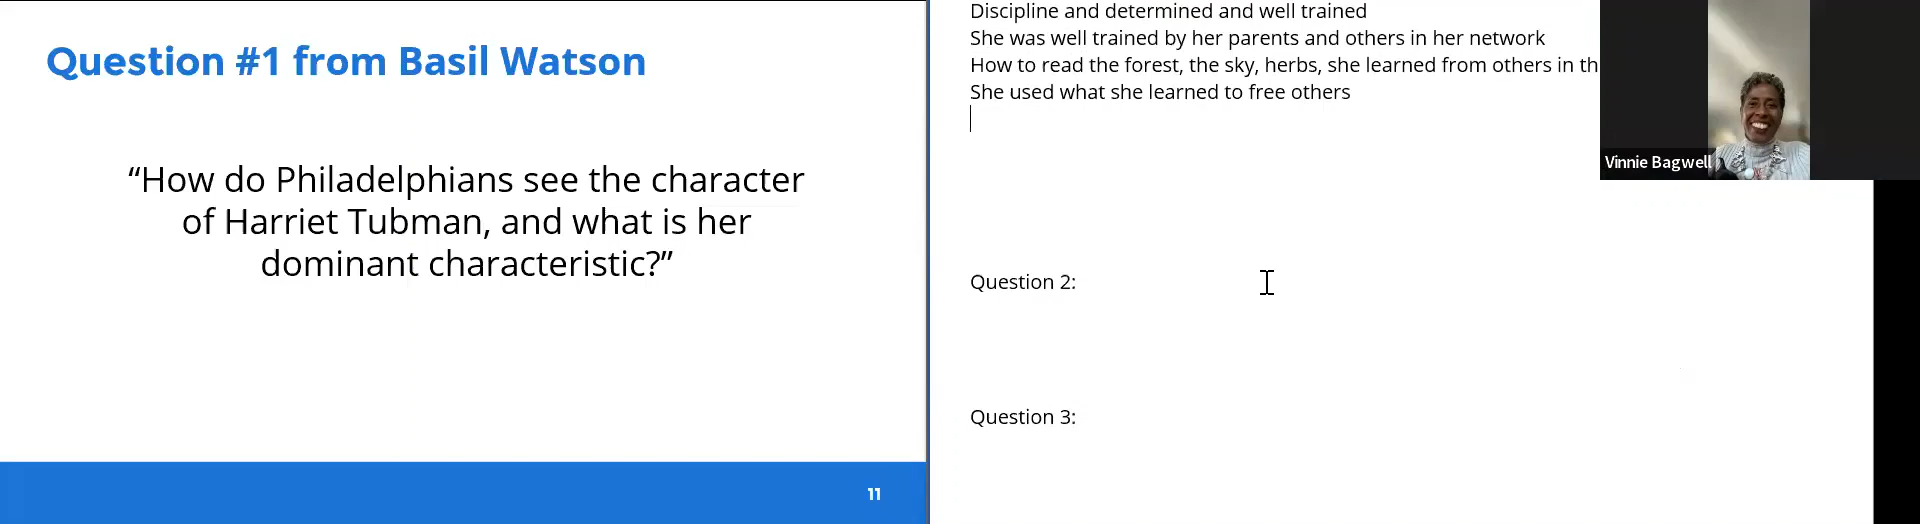 Question #1 from Basil Watson
“How do Philadelphians see the character
of Harriet Tubman, and what is her
dominant characteristic?”
11
Discipline and determined and well trained
She was well trained by her parents and others in her network
How to read the forest, the sky, herbs, she learned from others in th
She used what she learned to free others
Question 2:
Question 3:
Vinnie Bagwell